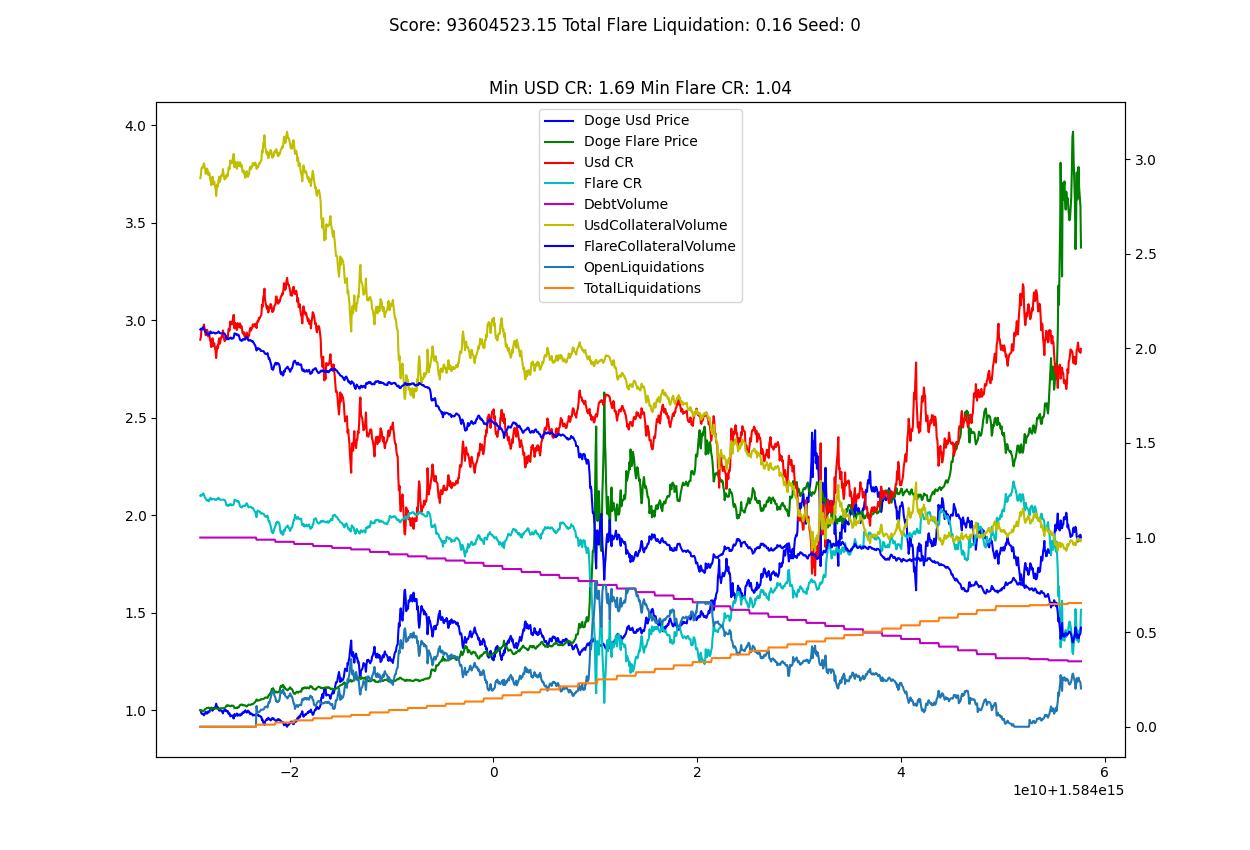 Score: 93604523.15 Total Flare Liquidation: 0.16 Seed: 0
Min USD CR: 1.69 Min Flare CR: 1.04
Doge Usd Price
Doge Flare Price
Usd CR
Flare CR
DebtVolume
UsdCollateralVolume
FlareCollateralVolume
OpenLiquidations
TotalLiquidations
4.0
3.5
3.0
2.5
2.0
1.5
1.0
3.0
2.5
2.0
1.5
1.0
0.5
0.0
−2 0 2 4 6
1e10+1.584e15